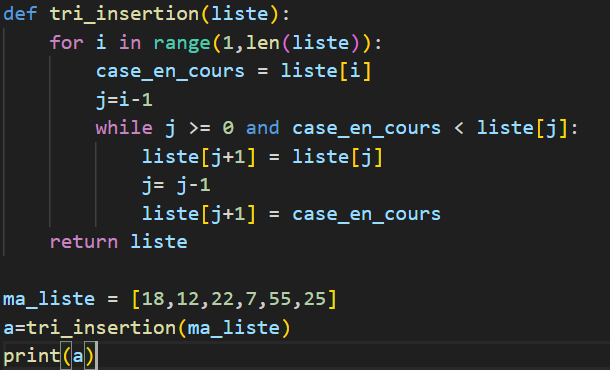 def tri_insertion(liste):
    for i in range(1,len(liste)):
        case_en_cours = liste[i]
        j=i-1
        while j >= 0 and case_en_cours < liste[j]:
            liste[j+1] = liste[j]
            j= j-1
            liste[j+1] = case_en_cours
    return liste

ma_liste = [18,12,22,7,55,25]
a=tri_insertion(ma_liste)
print(a)